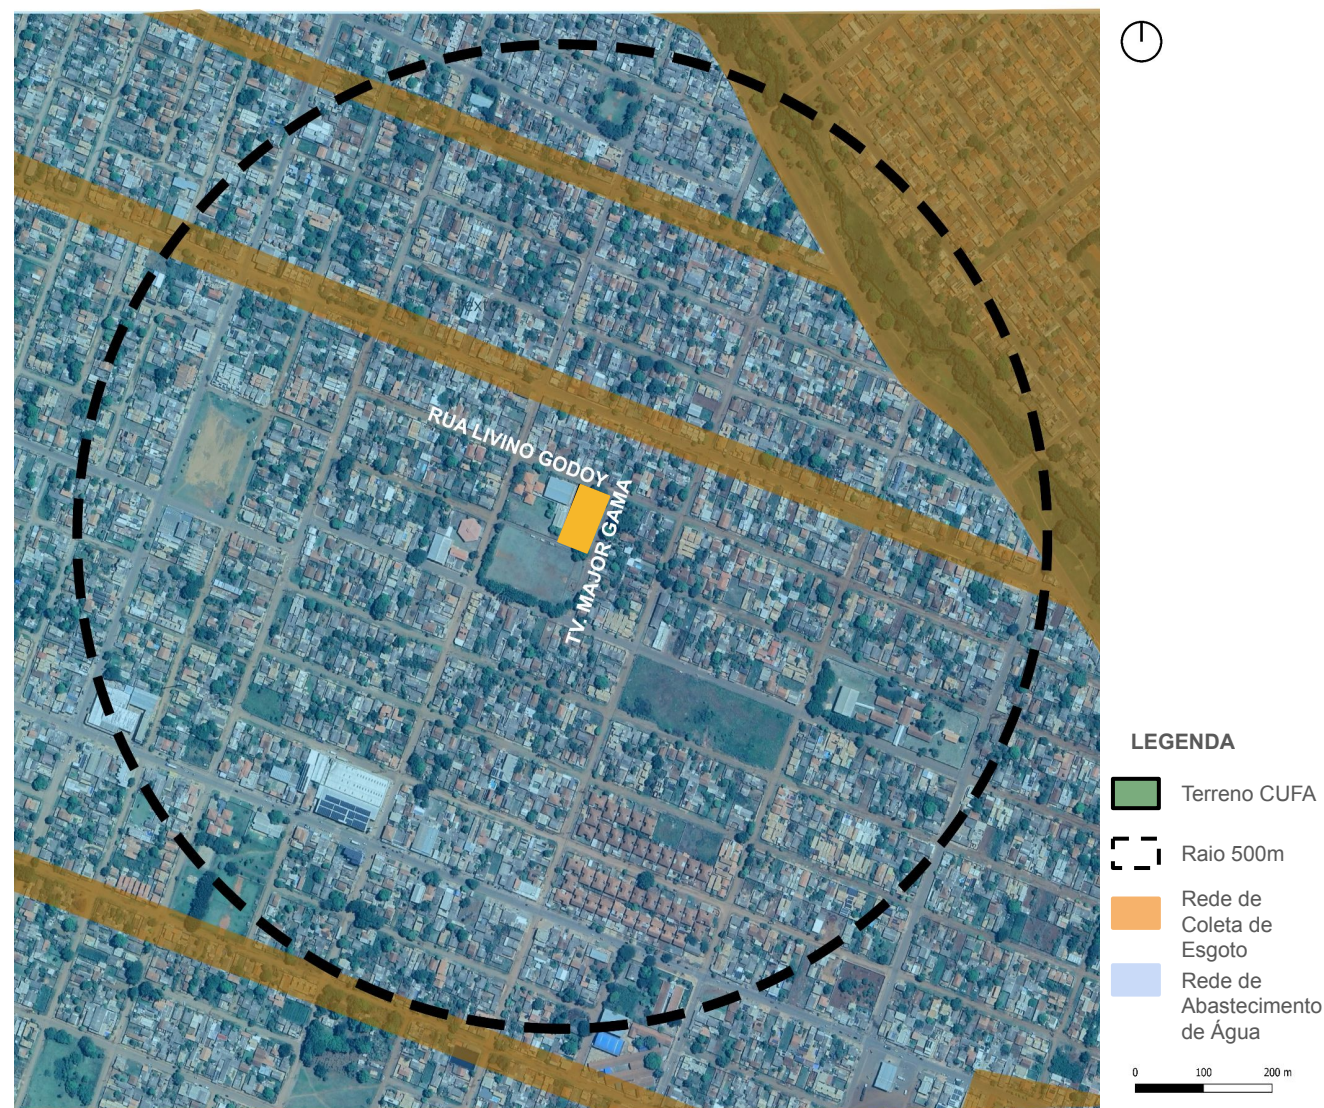 RUA LIVINO GODOY
TV. MAJOR GAMA
LEGENDA
Terreno CUFA
Raio 500m
Rede de
Coleta de
Esgoto
Rede de
Abastecimento
de Água
0 100 200 m